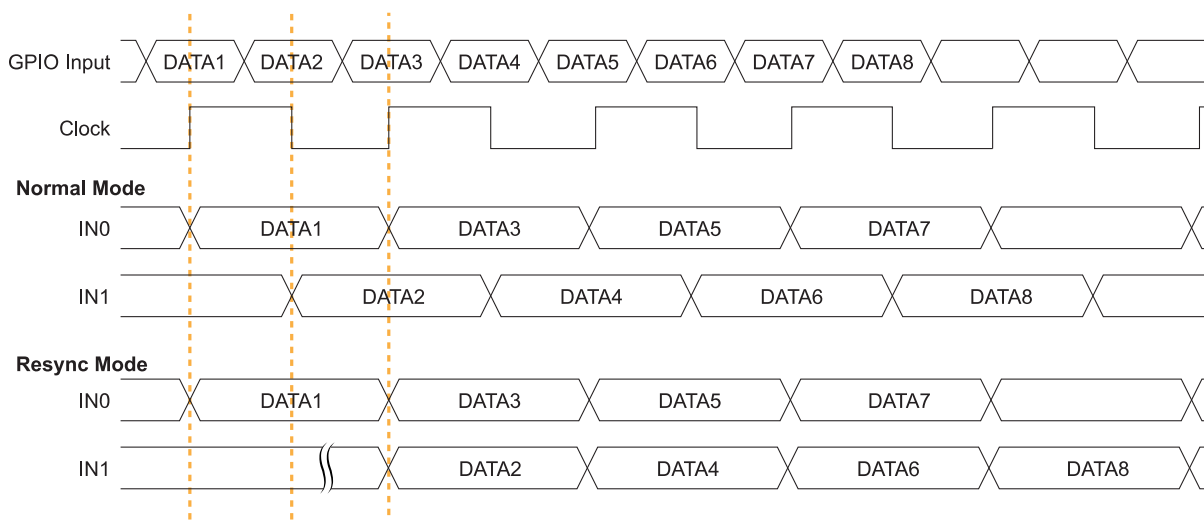 GPIO Input DATA1 DATA2 DATA3 DATA4 DATA5 DATA6 DATA7 DATA8
Clock
Normal Mode
IN0 DATA1 DATA3 DATA5 DATA7
IN1 DATA2 DATA4 DATA6 DATA8
Resync Mode
IN0 DATA1 DATA3 DATA5 DATA7
IN1 DATA2 DATA4 DATA6 DATA8